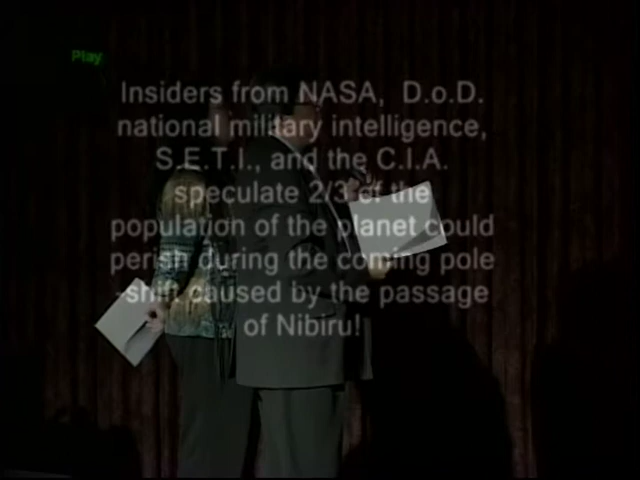 Play
Insiders from NASA, D.o.D.
national military intelligence,
S.E.T.I., and the C.I.A.
speculate 2/3 of the
population of the planet could
perish during the coming pole
-shift caused by the passage
of Nibiru!